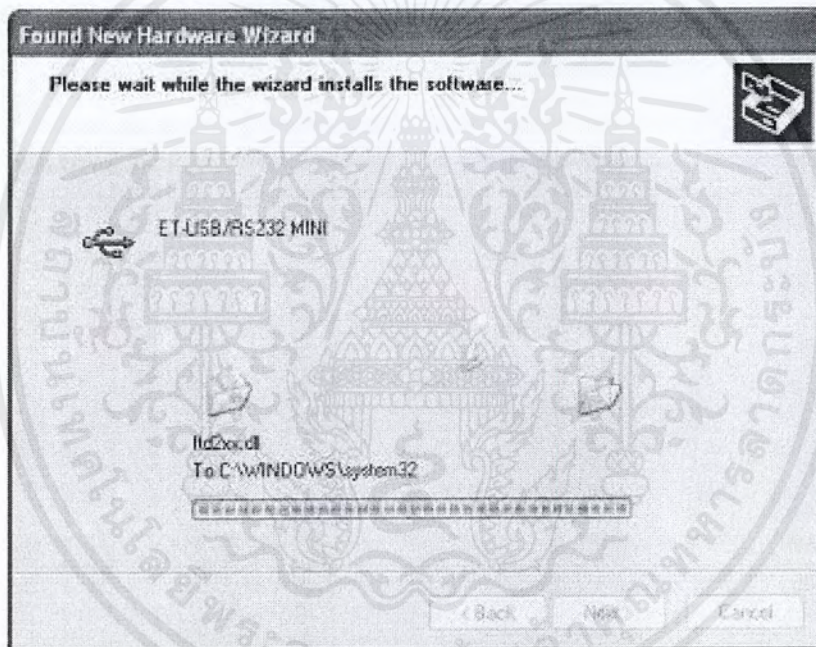 Found New Hardware Wizard
Please wait while the wizard installs the software...
ET-USB/RS232 MINI
ftd2xx.dll
To C:\WINDOWS\system32
< Back
Next
Cancel